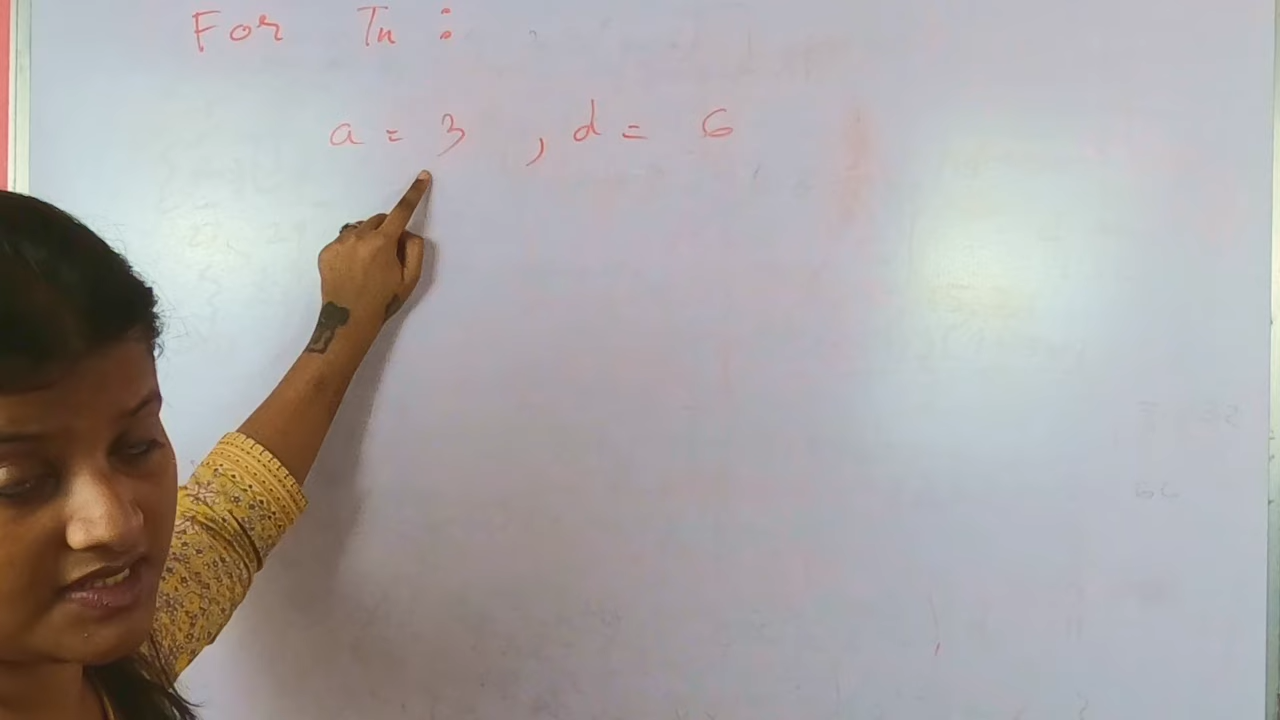 For Tn :
a = 3 , d = 6